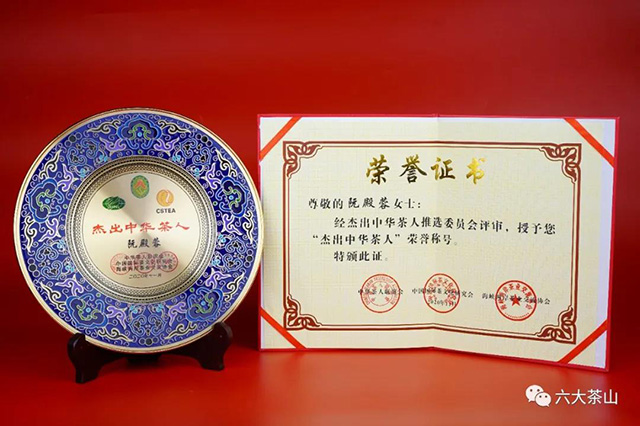 CSTEA
杰出中华茶人
阮殿蓉
荣誉证书
尊敬的阮殿蓉女士：
经杰出中华茶人推选委员会评审，授予您
“杰出中华茶人”荣誉称号。
特颁此证。
六大茶山